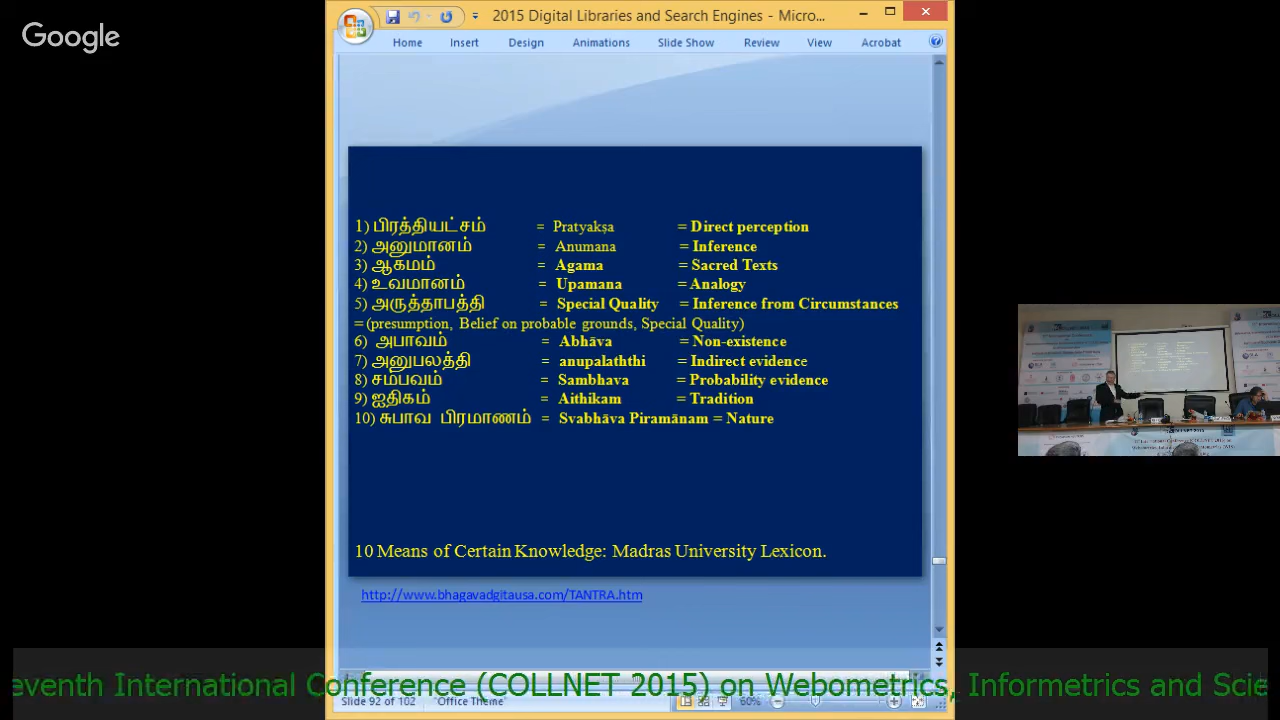 Google
2015 Digital Libraries and Search Engines - Micro...
Home Insert Design Animations Slide Show Review View Acrobat
1) பிரத்தியட்சம் = Pratyakṣa = Direct perception
2) அனுமானம் = Anumana = Inference
3) ஆகமம் = Agama = Sacred Texts
4) உவமானம் = Upamana = Analogy
5) அருத்தாபத்தி = Special Quality = Inference from Circumstances
= (presumption, Belief on probable grounds, Special Quality)
6) அபாவம் = Abhāva = Non-existence
7) அனுபலத்தி = anupalaththi = Indirect evidence
8) சம்பவம் = Sambhava = Probability evidence
9) ஐதிகம் = Aithikam = Tradition
10) சுபாவ பிரமாணம் = Svabhāva Piramānam = Nature
10 Means of Certain Knowledge: Madras University Lexicon.
http://www.bhagavadgitausa.com/TANTRA.htm
eventh International Conference (COLLNET 2015) on Webometrics, Informetrics and Scie
Slide 92 of 102 "Office Theme" 60%